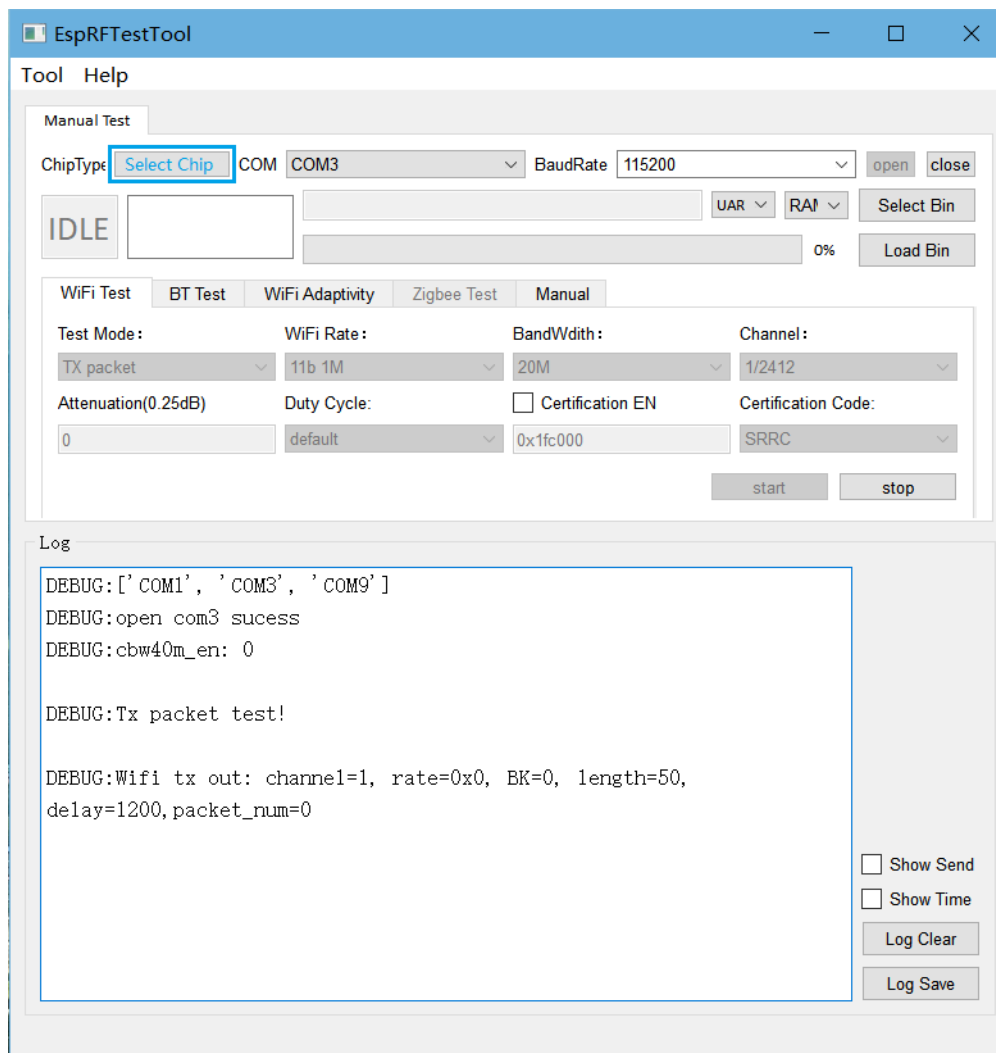 EspRFTestTool
Tool Help
Manual Test
ChipType Select Chip COM COM3 BaudRate 115200 open close
UAR RAM Select Bin
IDLE
0% Load Bin
WiFi Test BT Test WiFi Adaptivity Zigbee Test Manual
Test Mode: WiFi Rate: BandWdith: Channel:
TX packet 11b 1M 20M 1/2412
Attenuation(0.25dB) Duty Cycle: Certification EN Certification Code:
0 default 0x1fc000 SRRC
start stop
Log
DEBUG:['COM1', 'COM3', 'COM9']
DEBUG:open com3 sucess
DEBUG:cbw40m_en: 0
DEBUG:Tx packet test!
DEBUG:Wifi tx out: channel=1, rate=0x0, BK=0, length=50,
delay=1200,packet_num=0
Show Send
Show Time
Log Clear
Log Save